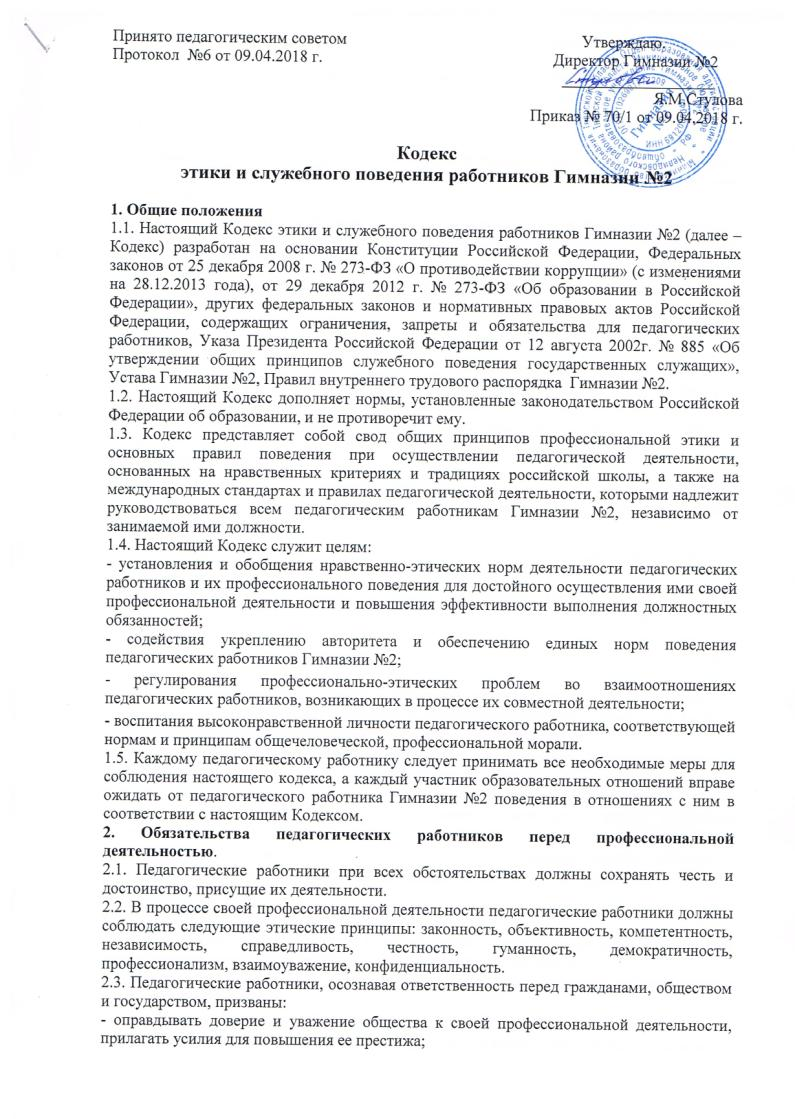 Принято педагогическим советом
Протокол №6 от 09.04.2018 г.
Утверждаю.
Директор Гимназии №2
Я.М.Студова
Приказ № 70/1 от 09.04.2018 г.
Гимназия
№2
Кодекс
этики и служебного поведения работников Гимназии №2
1. Общие положения
1.1. Настоящий Кодекс этики и служебного поведения работников Гимназии №2 (далее –
Кодекс) разработан на основании Конституции Российской Федерации, Федеральных
законов от 25 декабря 2008 г. № 273-ФЗ «О противодействии коррупции» (с изменениями
на 28.12.2013 года), от 29 декабря 2012 г. № 273-ФЗ «Об образовании в Российской
Федерации», других федеральных законов и нормативных правовых актов Российской
Федерации, содержащих ограничения, запреты и обязательства для педагогических
работников, Указа Президента Российской Федерации от 12 августа 2002г. № 885 «Об
утверждении общих принципов служебного поведения государственных служащих»,
Устава Гимназии №2, Правил внутреннего трудового распорядка Гимназии №2.
1.2. Настоящий Кодекс дополняет нормы, установленные законодательством Российской
Федерации об образовании, и не противоречит ему.
1.3. Кодекс представляет собой свод общих принципов профессиональной этики и
основных правил поведения при осуществлении педагогической деятельности,
основанных на нравственных критериях и традициях российской школы, а также на
международных стандартах и правилах педагогической деятельности, которыми надлежит
руководствоваться всем педагогическим работникам Гимназии №2, независимо от
занимаемой ими должности.
1.4. Настоящий Кодекс служит целям:
- установления и обобщения нравственно-этических норм деятельности педагогических
работников и их профессионального поведения для достойного осуществления ими своей
профессиональной деятельности и повышения эффективности выполнения должностных
обязанностей;
- содействия укреплению авторитета и обеспечению единых норм поведения
педагогических работников Гимназии №2;
- регулирования профессионально-этических проблем во взаимоотношениях
педагогических работников, возникающих в процессе их совместной деятельности;
- воспитания высоконравственной личности педагогического работника, соответствующей
нормам и принципам общечеловеческой, профессиональной морали.
1.5. Каждому педагогическому работнику следует принимать все необходимые меры для
соблюдения настоящего кодекса, а каждый участник образовательных отношений вправе
ожидать от педагогического работника Гимназии №2 поведения в отношениях с ним в
соответствии с настоящим Кодексом.
2. Обязательства педагогических работников перед профессиональной
деятельностью.
2.1. Педагогические работники при всех обстоятельствах должны сохранять честь и
достоинство, присущие их деятельности.
2.2. В процессе своей профессиональной деятельности педагогические работники должны
соблюдать следующие этические принципы: законность, объективность, компетентность,
независимость, справедливость, честность, гуманность, демократичность,
профессионализм, взаимоуважение, конфиденциальность.
2.3. Педагогические работники, осознавая ответственность перед гражданами, обществом
и государством, призваны:
- оправдывать доверие и уважение общества к своей профессиональной деятельности,
прилагать усилия для повышения ее престижа;